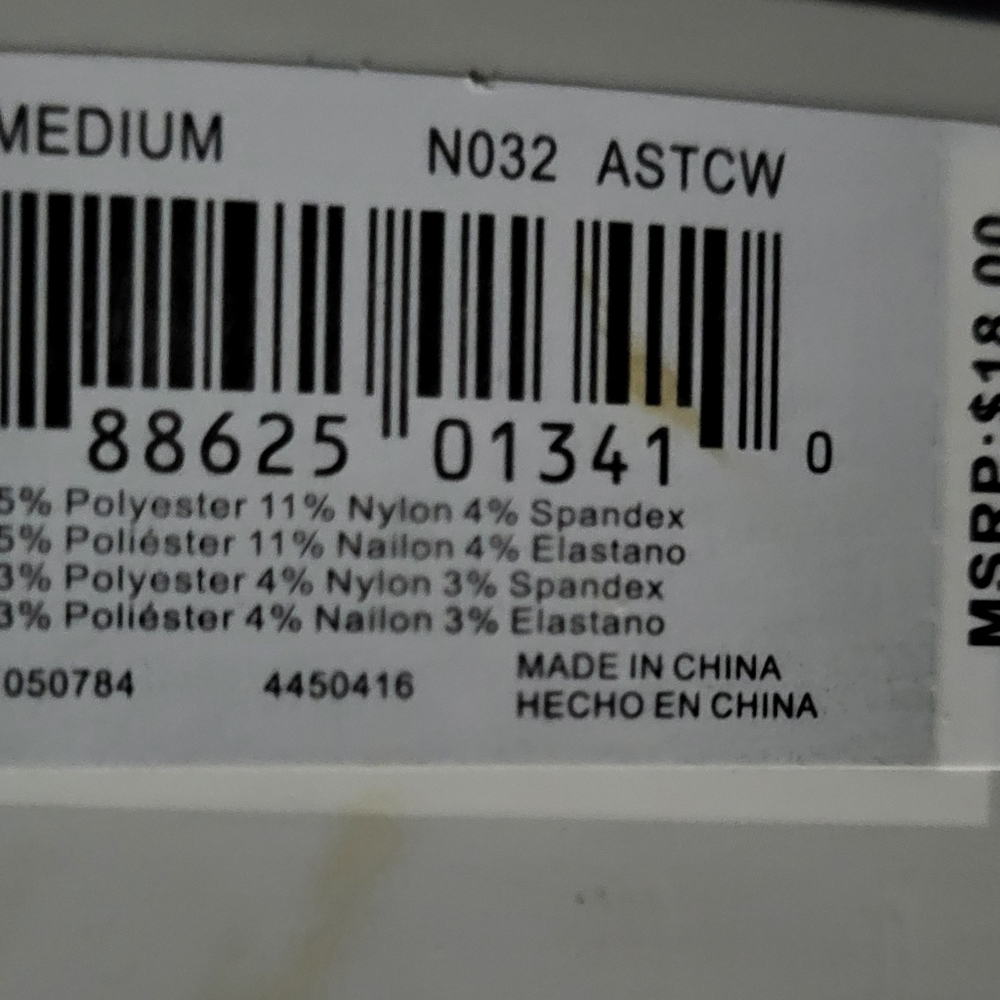 MEDIUM N032 ASTCW
88625 01341 0
5% Polyester 11% Nylon 4% Spandex
5% Poliéster 11% Nailon 4% Elastano
3% Polyester 4% Nylon 3% Spandex
3% Poliéster 4% Nailon 3% Elastano
050784 4450416 MADE IN CHINA
HECHO EN CHINA
MSRP:$18.00